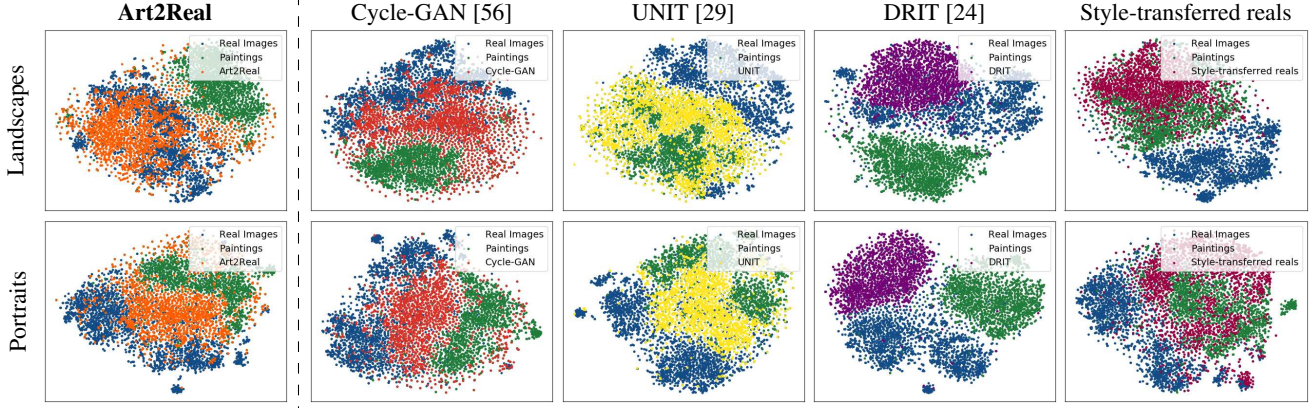 Art2Real
Cycle-GAN [56]
UNIT [29]
DRIT [24]
Style-transferred reals
Landscapes
Real Images
Paintings
Art2Real
Real Images
Paintings
Cycle-GAN
Real Images
Paintings
UNIT
Real Images
Paintings
DRIT
Real Images
Paintings
Style-transferred reals
Portraits
Real Images
Paintings
Art2Real
Real Images
Paintings
Cycle-GAN
Real Images
Paintings
UNIT
Real Images
Paintings
DRIT
Real Images
Paintings
Style-transferred reals